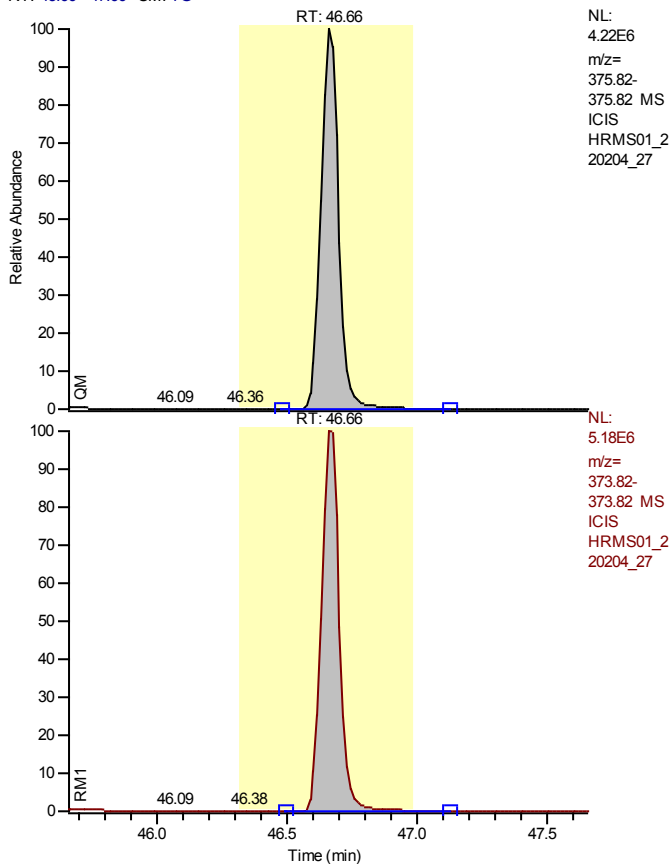 RT: 46.66
NL:
4.22E6
m/z=
375.82-
375.82 MS
ICIS
HRMS01_2
20204_27
100
90
80
70
60
50
40
30
20
10
0
Relative Abundance
QM
46.09
46.36
RT: 46.66
NL:
5.18E6
m/z=
373.82-
373.82 MS
ICIS
HRMS01_2
20204_27
100
90
80
70
60
50
40
30
20
10
0
RM1
46.09
46.38
46.0
46.5
47.0
47.5
Time (min)